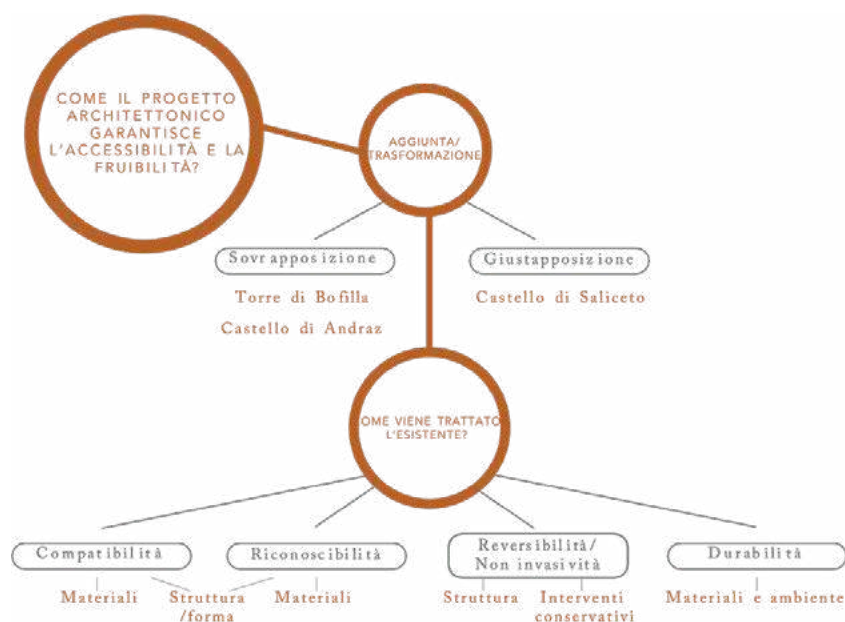 COME IL PROGETTO
ARCHITETTONICO
GARANTISCE
L'ACCESSIBILITÀ E LA
FRUIBILITÀ?
AGGIUNTA/
TRASFORMAZIONE
Sovrapposizione
Giustapposizione
Torre di Bofilla
Castello di Andraz
Castello di Saliceto
OME VIENE TRATTATO
L'ESISTENTE?
Compatibilità
Riconoscibilità
Reversibilità/
Non invasività
Durabilità
Materiali
Struttura
/forma
Materiali
Struttura
Interventi
conservativi
Materiali e ambiente